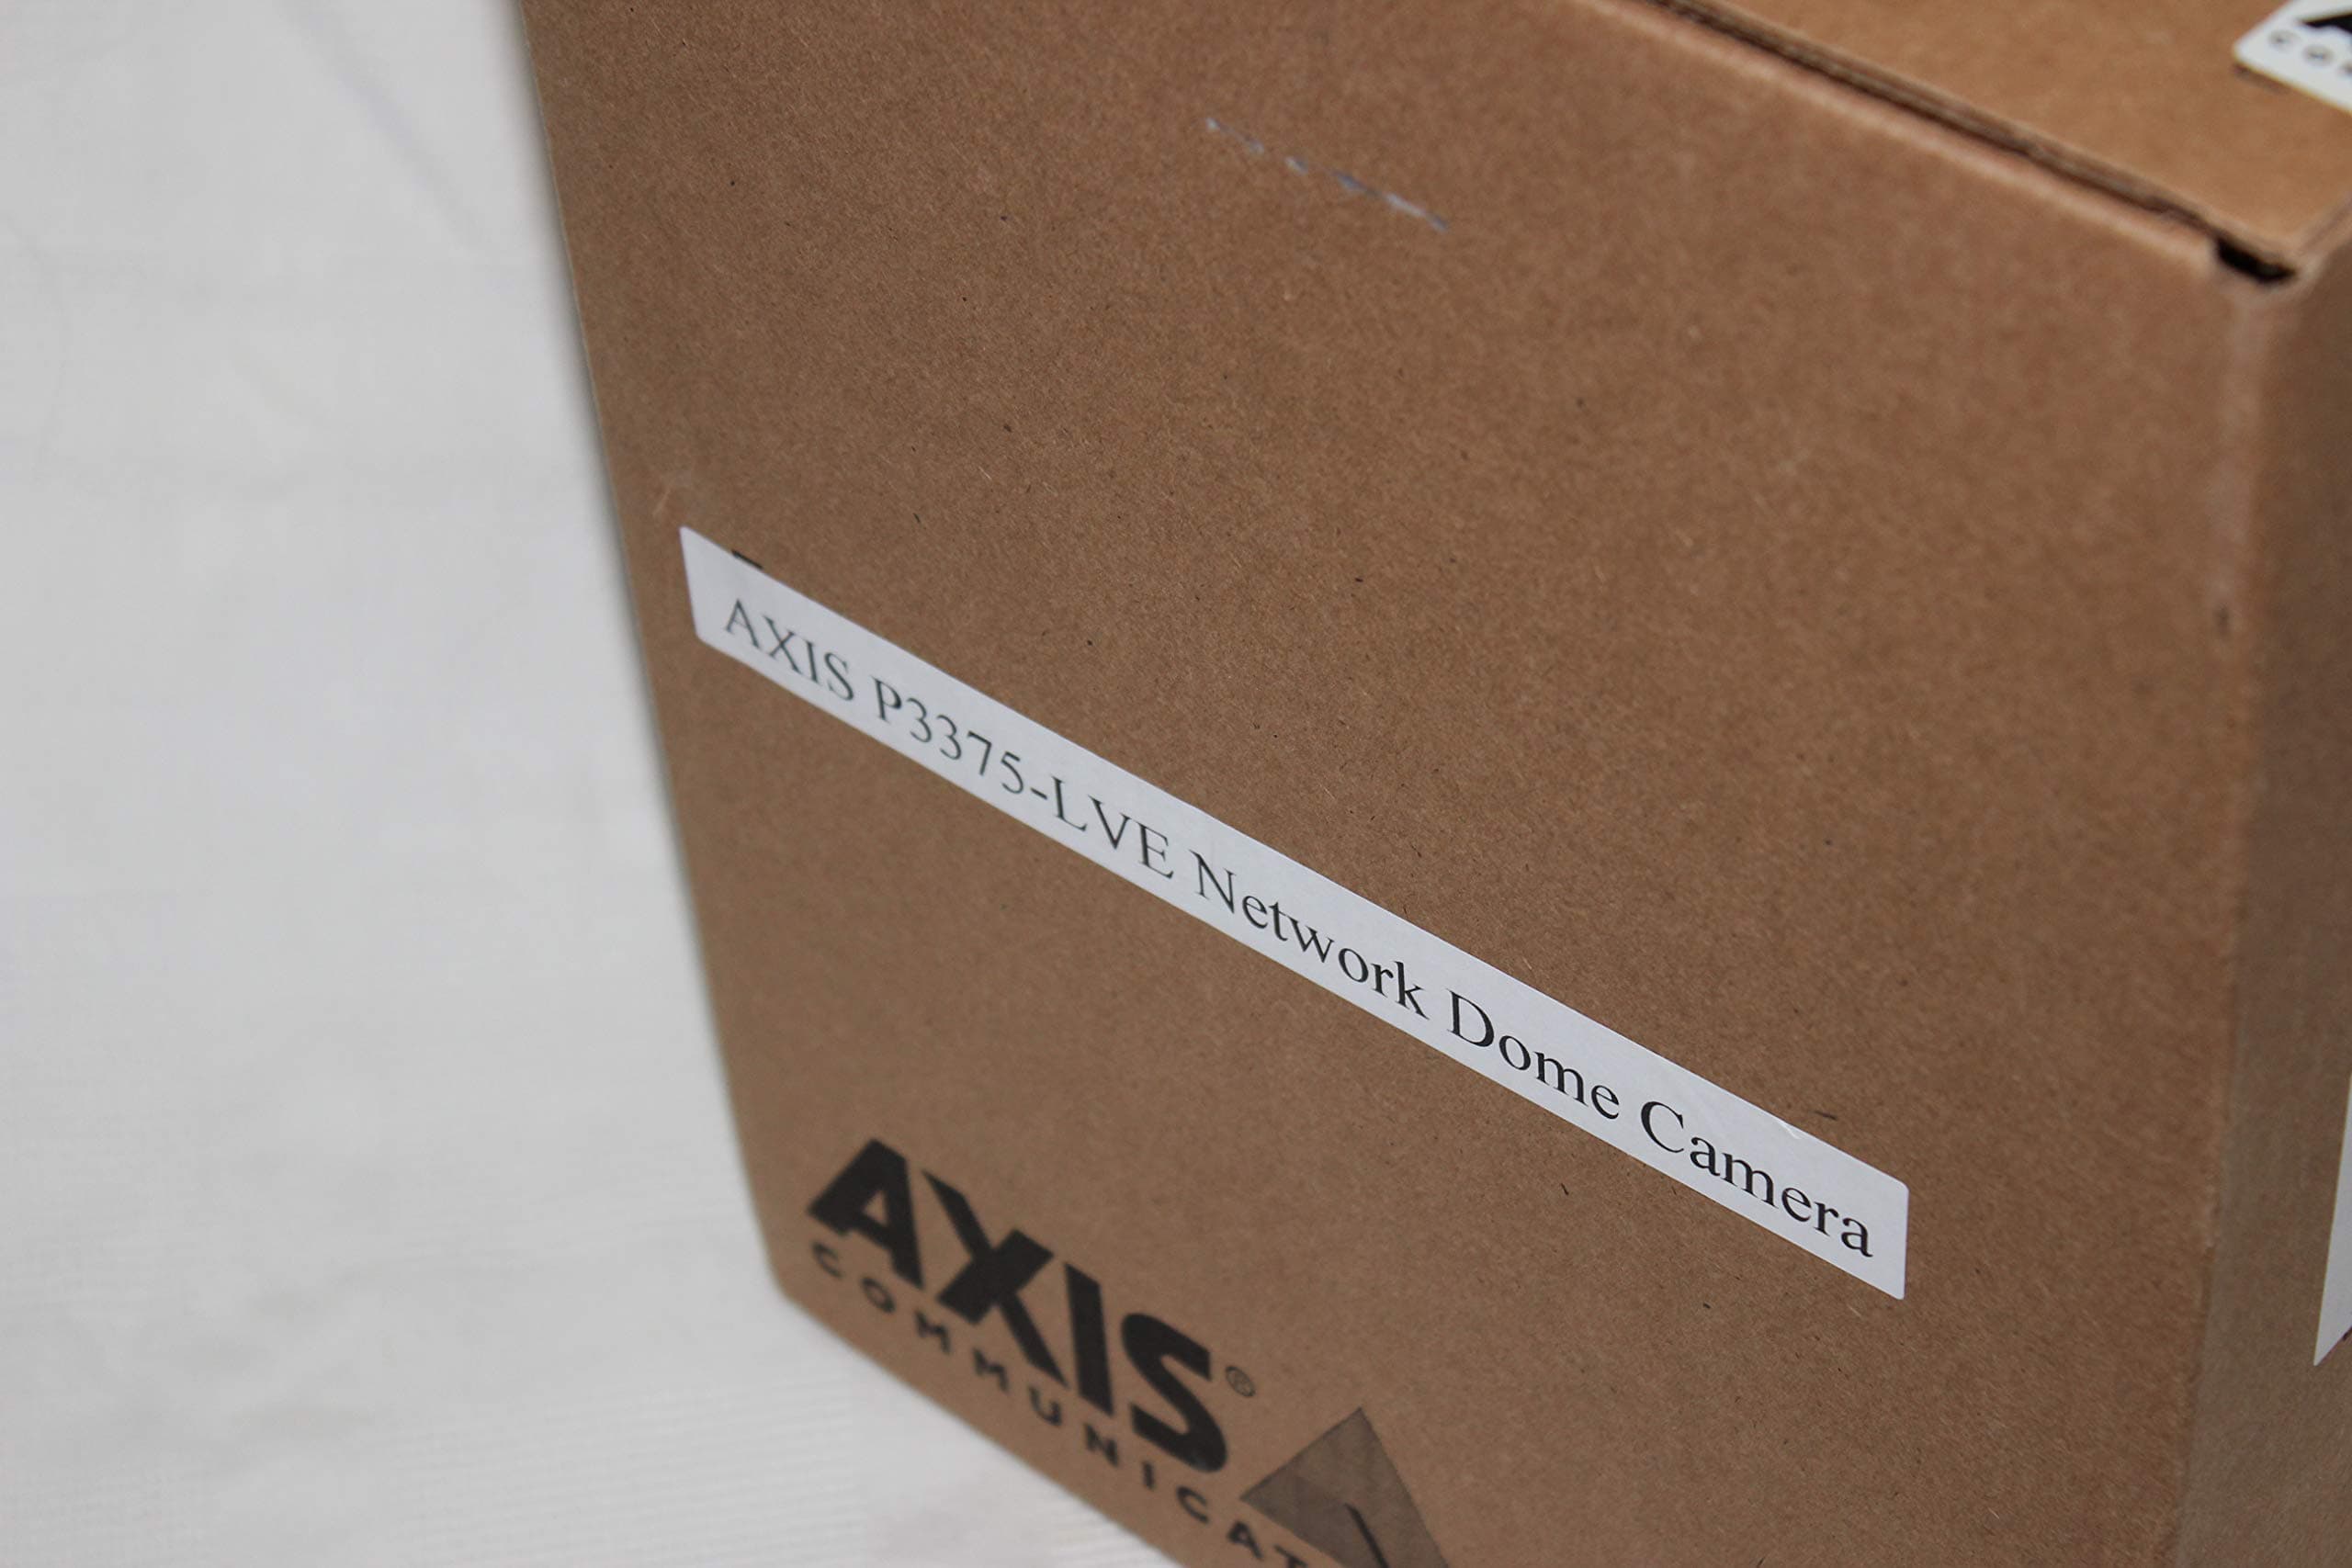 AXIS P3375-LVE Network Dome Camera
AXIS®
COMMUNICAT